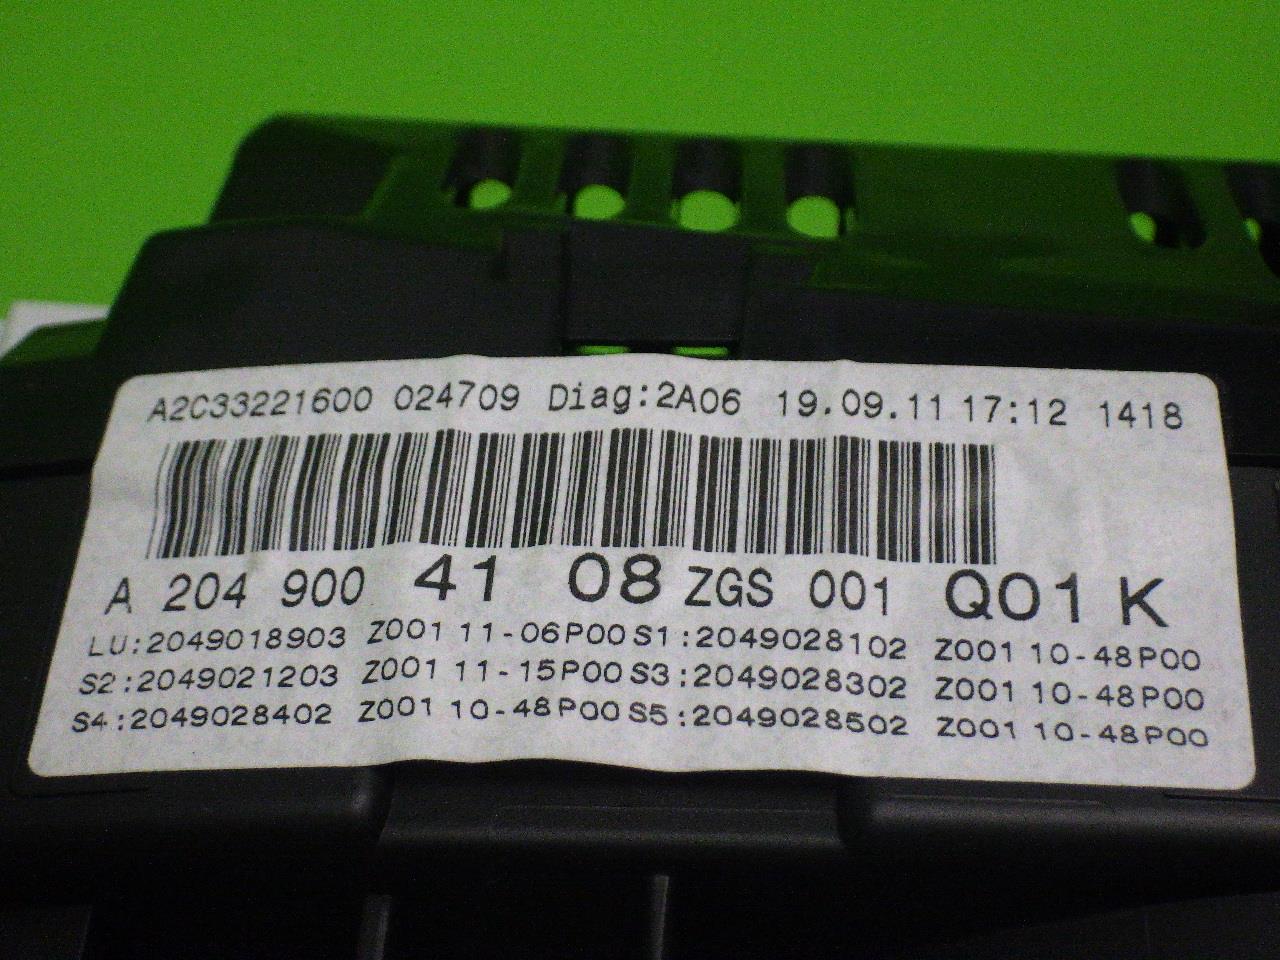 A2C33221600 024709 Diag:2A06 19.09.11 17:12 1418
A 204 900 41 08 ZGS 001 Q01 K
LU:2049018903 Z001 11-06P00 S1:2049028102 Z001 10-48P00
S2:2049021203 Z001 11-15P00 S3:2049028302 Z001 10-48P00
S4:2049028402 Z001 10-48P00 S5:2049028502 Z001 10-48P00